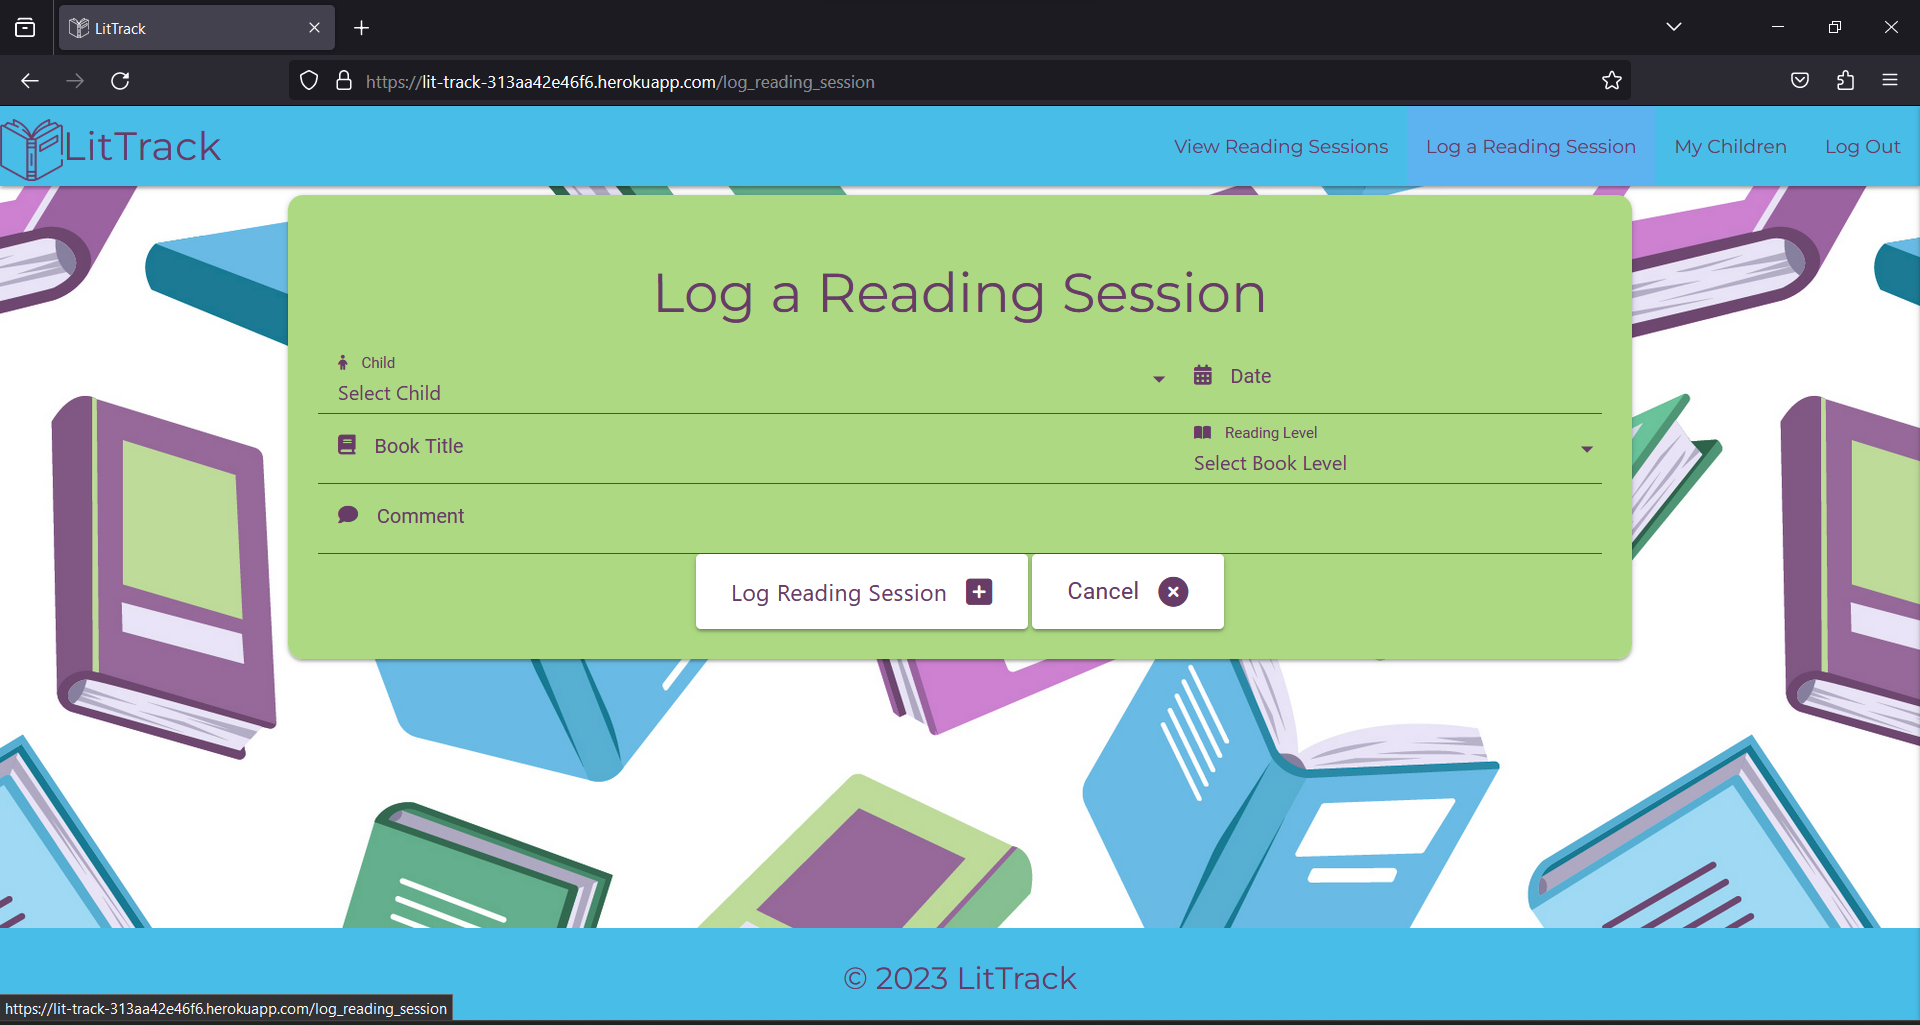 LitTrack
https://lit-track-313aa42e46f6.herokuapp.com/log_reading_session
LitTrack
View Reading Sessions
Log a Reading Session
My Children
Log Out
Log a Reading Session
Child
Select Child
Date
Book Title
Reading Level
Select Book Level
Comment
Log Reading Session
Cancel
© 2023 LitTrack
https://lit-track-313aa42e46f6.herokuapp.com/log_reading_session